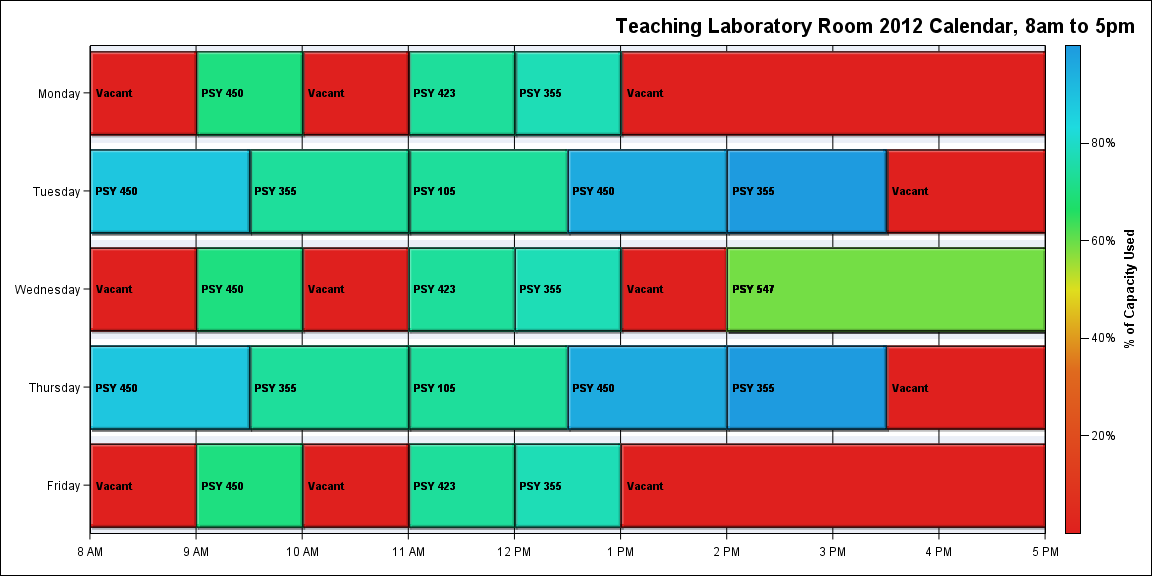 Teaching Laboratory Room 2012 Calendar, 8am to 5pm
Monday
Vacant
PSY 450
Vacant
PSY 423
PSY 355
Vacant
Tuesday
PSY 450
PSY 355
PSY 105
PSY 450
PSY 355
Vacant
Wednesday
Vacant
PSY 450
Vacant
PSY 423
PSY 355
Vacant
PSY 547
Thursday
PSY 450
PSY 355
PSY 105
PSY 450
PSY 355
Vacant
Friday
Vacant
PSY 450
Vacant
PSY 423
PSY 355
Vacant
8 AM
9 AM
10 AM
11 AM
12 PM
1 PM
2 PM
3 PM
4 PM
5 PM
80%
60%
40%
20%
% of Capacity Used